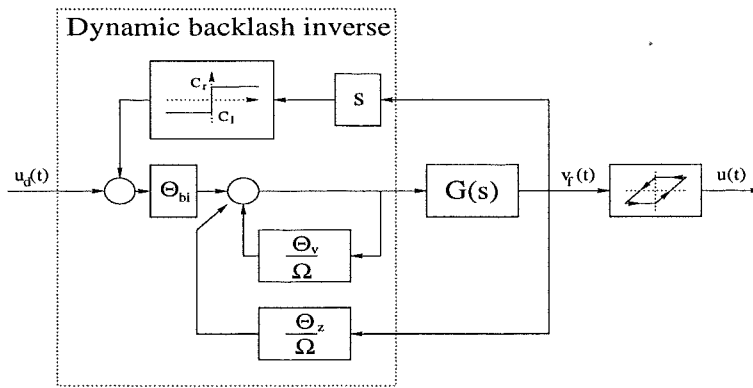 Dynamic backlash inverse
C_r
C_l
s
u_d(t)
Θ_bi
G(s)
v_f(t)
u(t)
Θ_v
Ω
Θ_z
Ω